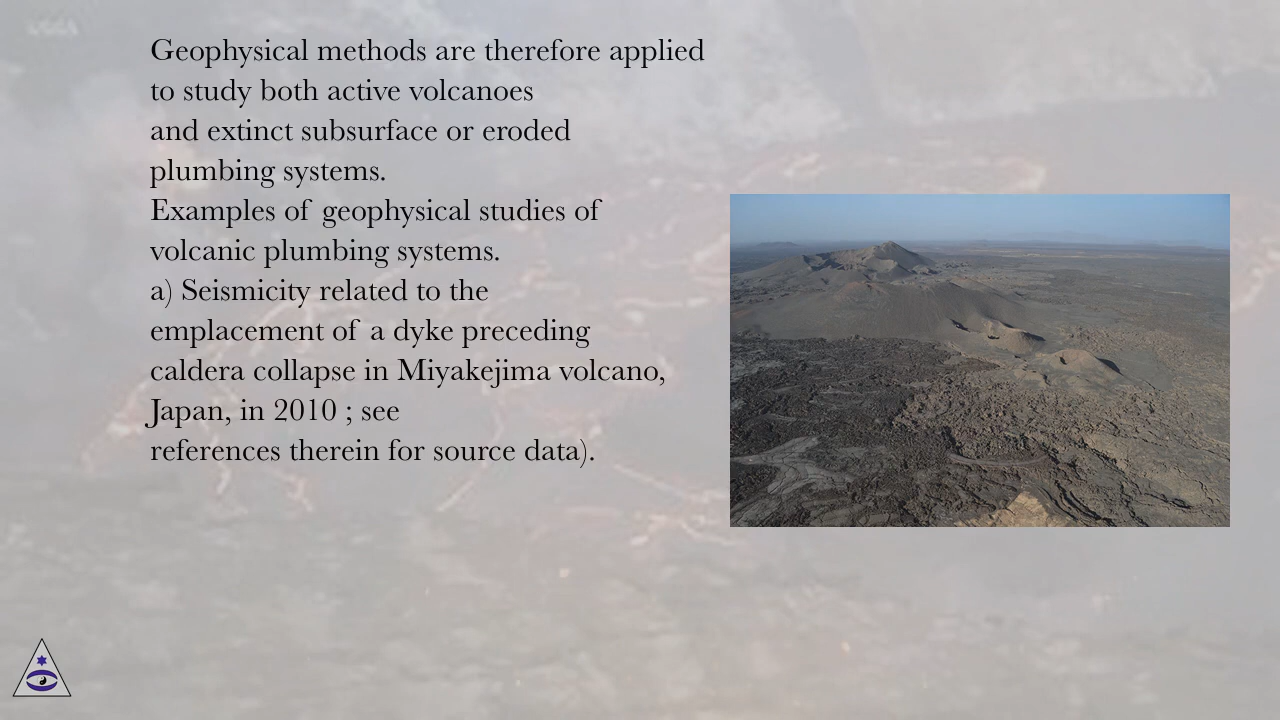 Geophysical methods are therefore applied
to study both active volcanoes
and extinct subsurface or eroded
plumbing systems.
Examples of geophysical studies of
volcanic plumbing systems.
a) Seismicity related to the
emplacement of a dyke preceding
caldera collapse in Miyakejima volcano,
Japan, in 2010 ; see
references therein for source data).